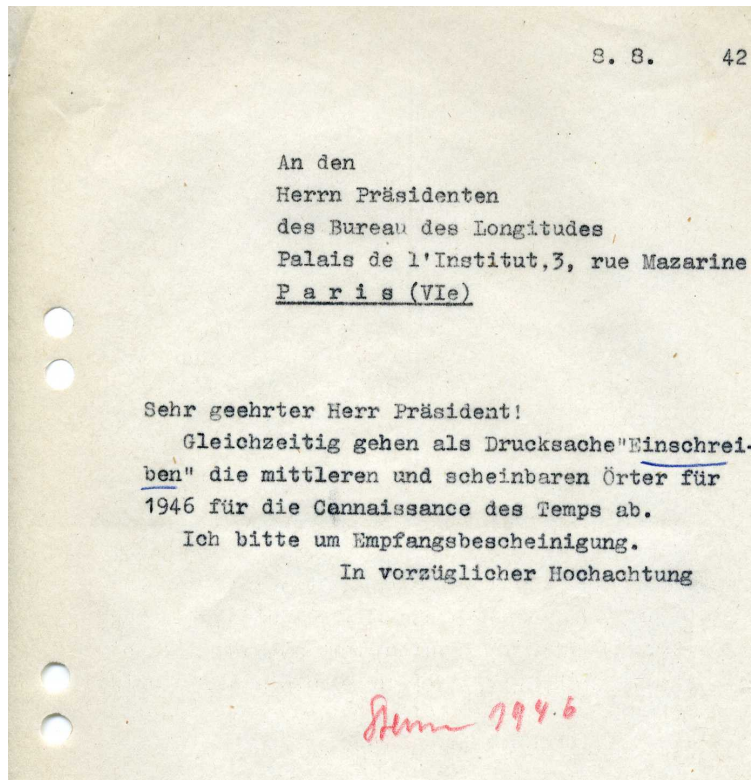 8. 8. 42
An den
Herrn Präsidenten
des Bureau des Longitudes
Palais de l'Institut,3, rue Mazarine
P a r i s (VIe)
Sehr geehrter Herr Präsident!
Gleichzeitig gehen als Drucksache"Einschrei-
ben" die mittleren und scheinbaren Örter für
1946 für die Connaissance des Temps ab.
Ich bitte um Empfangsbescheinigung.
In vorzüglicher Hochachtung
Sterne 1946